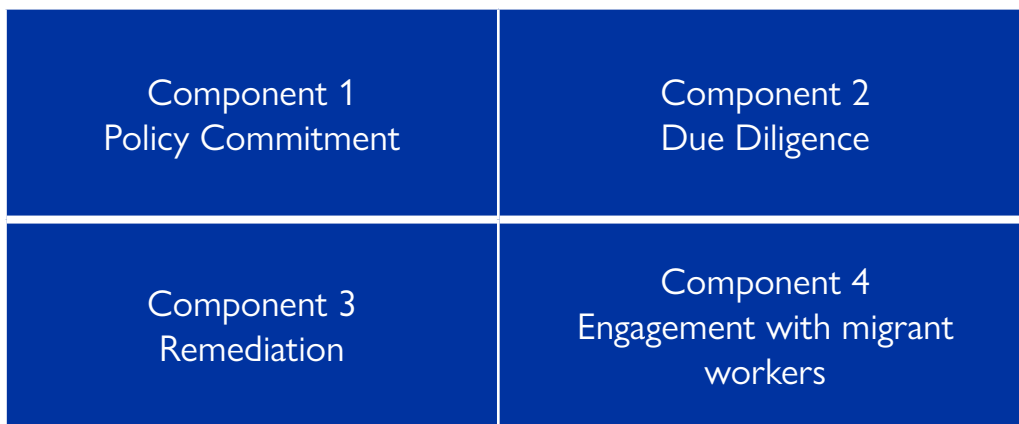 Component 1
Policy Commitment
Component 2
Due Diligence
Component 3
Remediation
Component 4
Engagement with migrant
workers